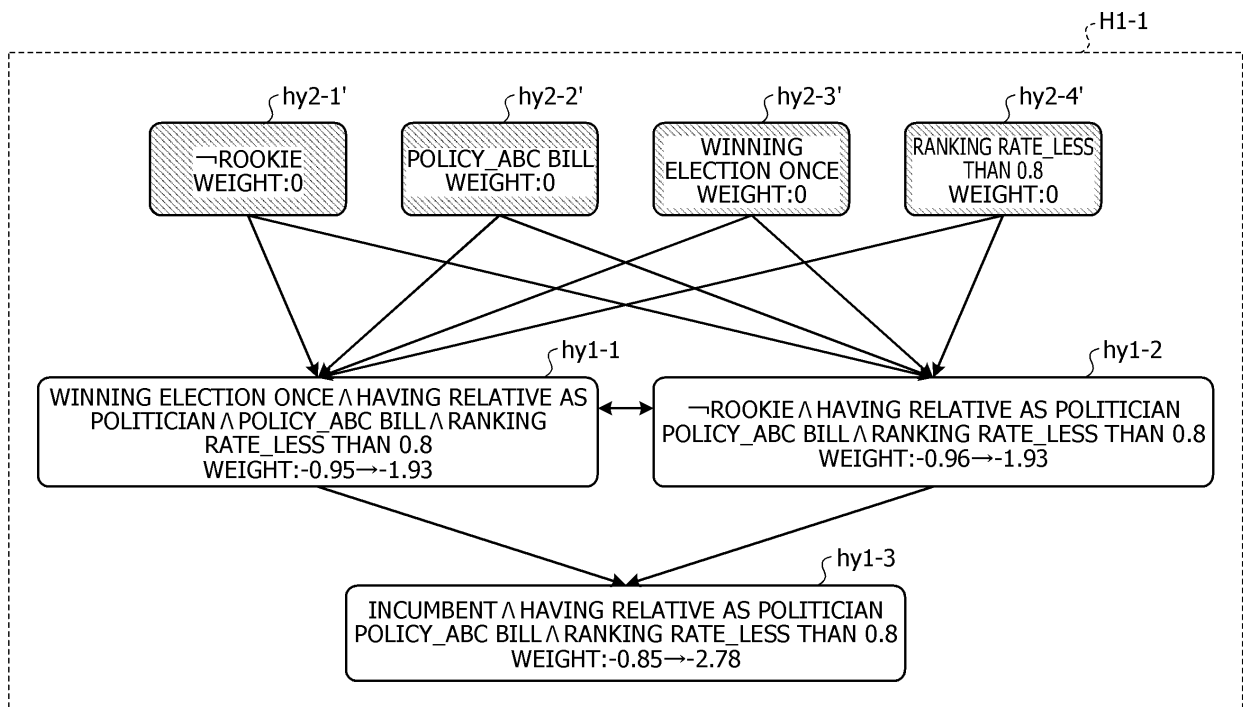 H1-1
hy2-1'
hy2-2'
hy2-3'
hy2-4'
¬ROOKIE
WEIGHT:0
POLICY_ABC BILL
WEIGHT:0
WINNING
ELECTION ONCE
WEIGHT:0
RANKING RATE_LESS
THAN 0.8
WEIGHT:0
hy1-1
hy1-2
WINNING ELECTION ONCE∧HAVING RELATIVE AS
POLITICIAN∧POLICY_ABC BILL∧RANKING
RATE_LESS THAN 0.8
WEIGHT:-0.95→-1.93
¬ROOKIE∧HAVING RELATIVE AS POLITICIAN
POLICY_ABC BILL∧RANKING RATE_LESS THAN 0.8
WEIGHT:-0.96→-1.93
hy1-3
INCUMBENT∧HAVING RELATIVE AS POLITICIAN
POLICY_ABC BILL∧RANKING RATE_LESS THAN 0.8
WEIGHT:-0.85→-2.78